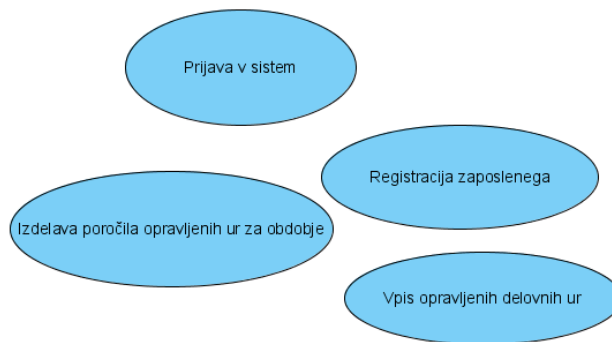 Prijava v sistem
Registracija zaposlenega
Izdelava poročila opravljenih ur za obdobje
Vpis opravljenih delovnih ur